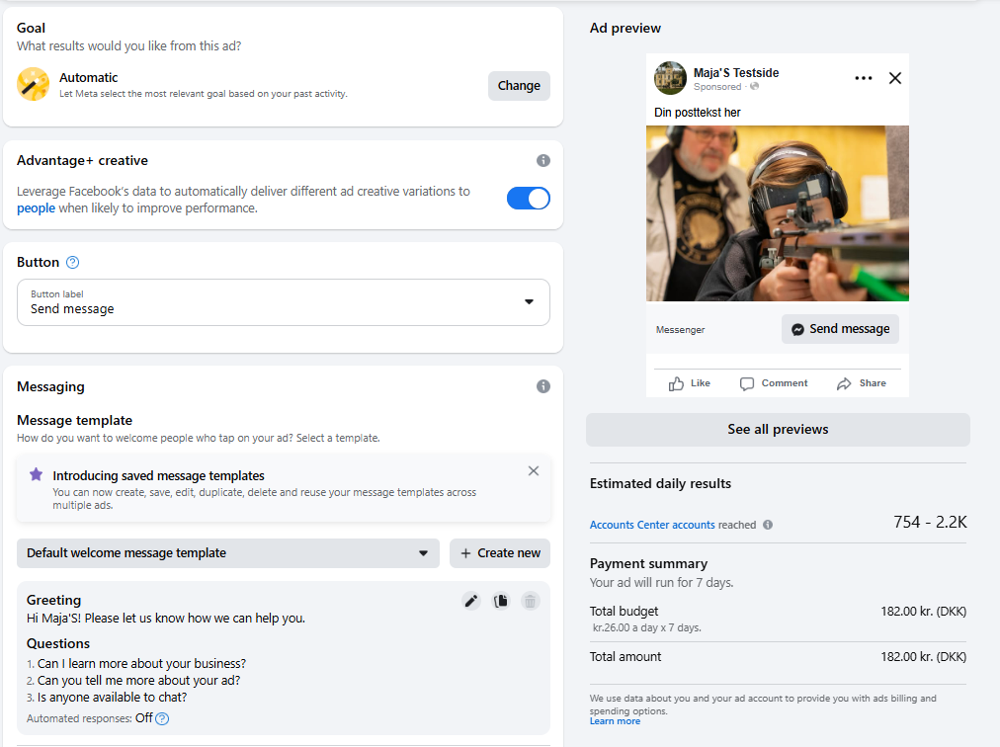 Goal
What results would you like from this ad?
Automatic
Let Meta select the most relevant goal based on your past activity.
Change
Advantage+ creative
Leverage Facebook's data to automatically deliver different ad creative variations to
people when likely to improve performance.
Button
Button label
Send message
Messaging
Message template
How do you want to welcome people who tap on your ad? Select a template.
Introducing saved message templates
You can now create, save, edit, duplicate, delete and reuse your message templates across
multiple ads.
Default welcome message template
+ Create new
Greeting
Hi Maja'S! Please let us know how we can help you.
Questions
1. Can I learn more about your business?
2. Can you tell me more about your ad?
3. Is anyone available to chat?
Automated responses: Off
Ad preview
Maja'S Testside
Sponsored ·
Din posttekst her
Messenger
Send message
Like
Comment
Share
See all previews
Estimated daily results
Accounts Center accounts reached
754 - 2.2K
Payment summary
Your ad will run for 7 days.
Total budget
182.00 kr. (DKK)
kr.26.00 a day x 7 days.
Total amount
182.00 kr. (DKK)
We use data about you and your ad account to provide you with ads billing and
spending options.
Learn more